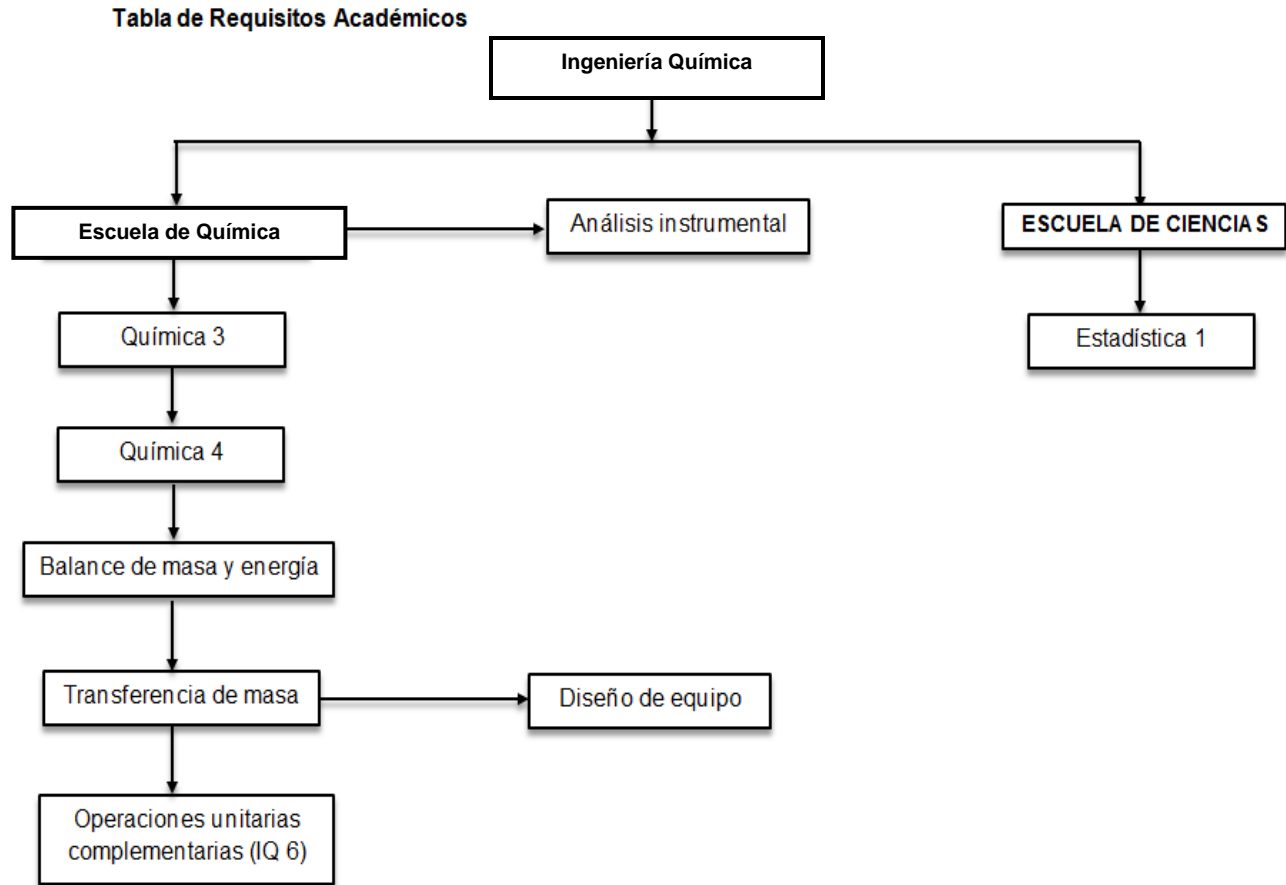 Tabla de Requisitos Académicos
Ingeniería Química
Escuela de Química
Análisis instrumental
ESCUELA DE CIENCIAS
Química 3
Estadística 1
Química 4
Balance de masa y energía
Transferencia de masa
Diseño de equipo
Operaciones unitarias
complementarias (IQ 6)